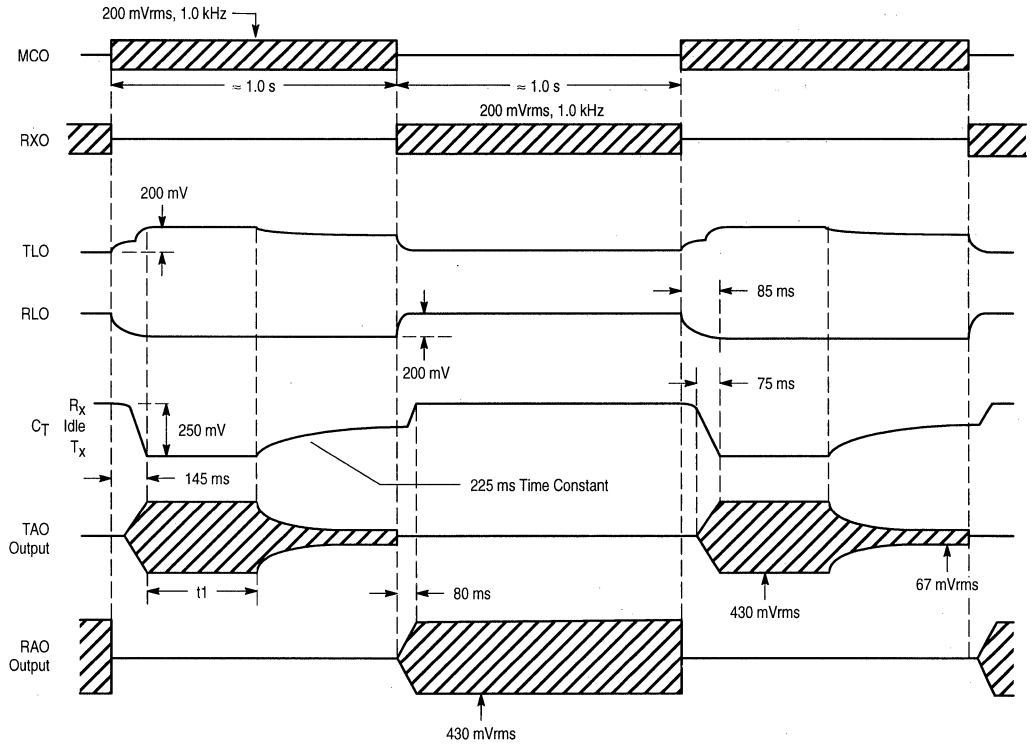 200 mVrms, 1.0 kHz
MCO
≈ 1.0 s
≈ 1.0 s
200 mVrms, 1.0 kHz
RXO
200 mV
TLO
85 ms
RLO
200 mV
75 ms
Rx
CT Idle
Tx
250 mV
145 ms
225 ms Time Constant
TAO
Output
t1
80 ms
430 mVrms
67 mVrms
RAO
Output
430 mVrms